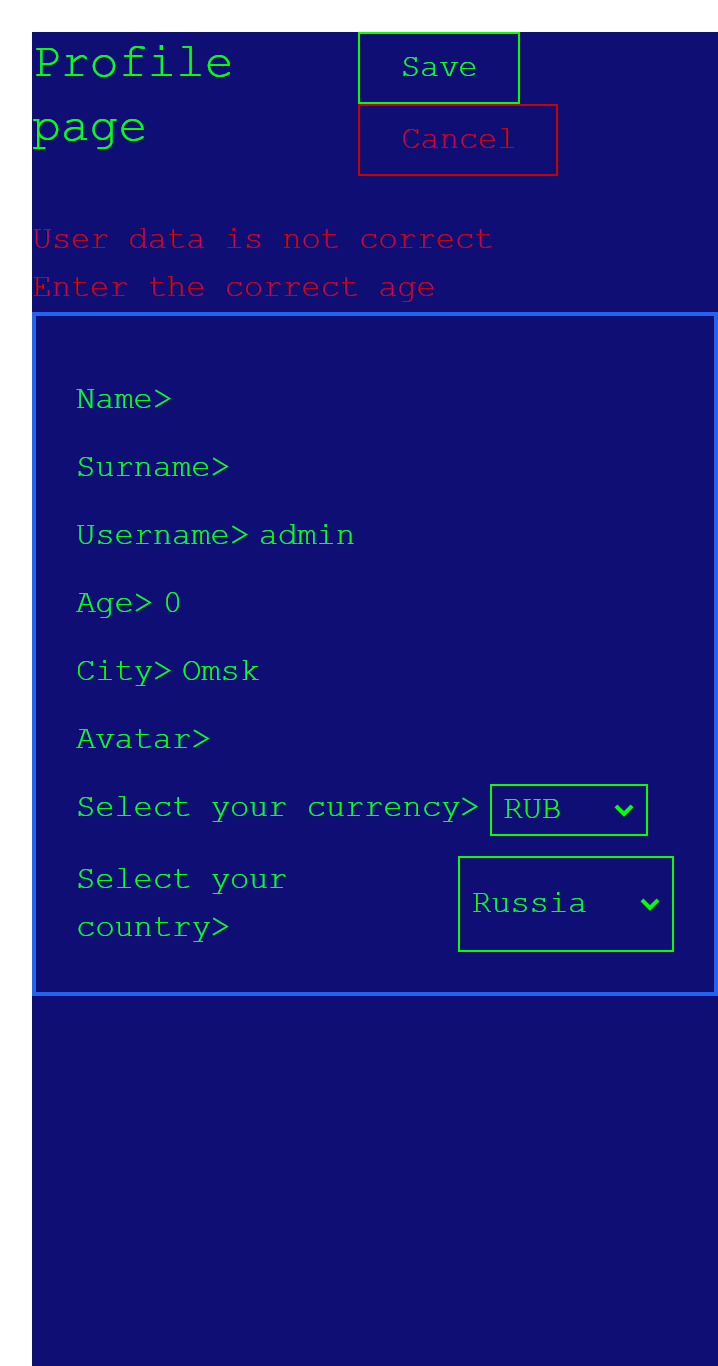 Profile
page
Save
Cancel
User data is not correct
Enter the correct age
Name>
Surname>
Username> admin
Age> 0
City> Omsk
Avatar>
Select your currency> RUB
Select your
country>
Russia